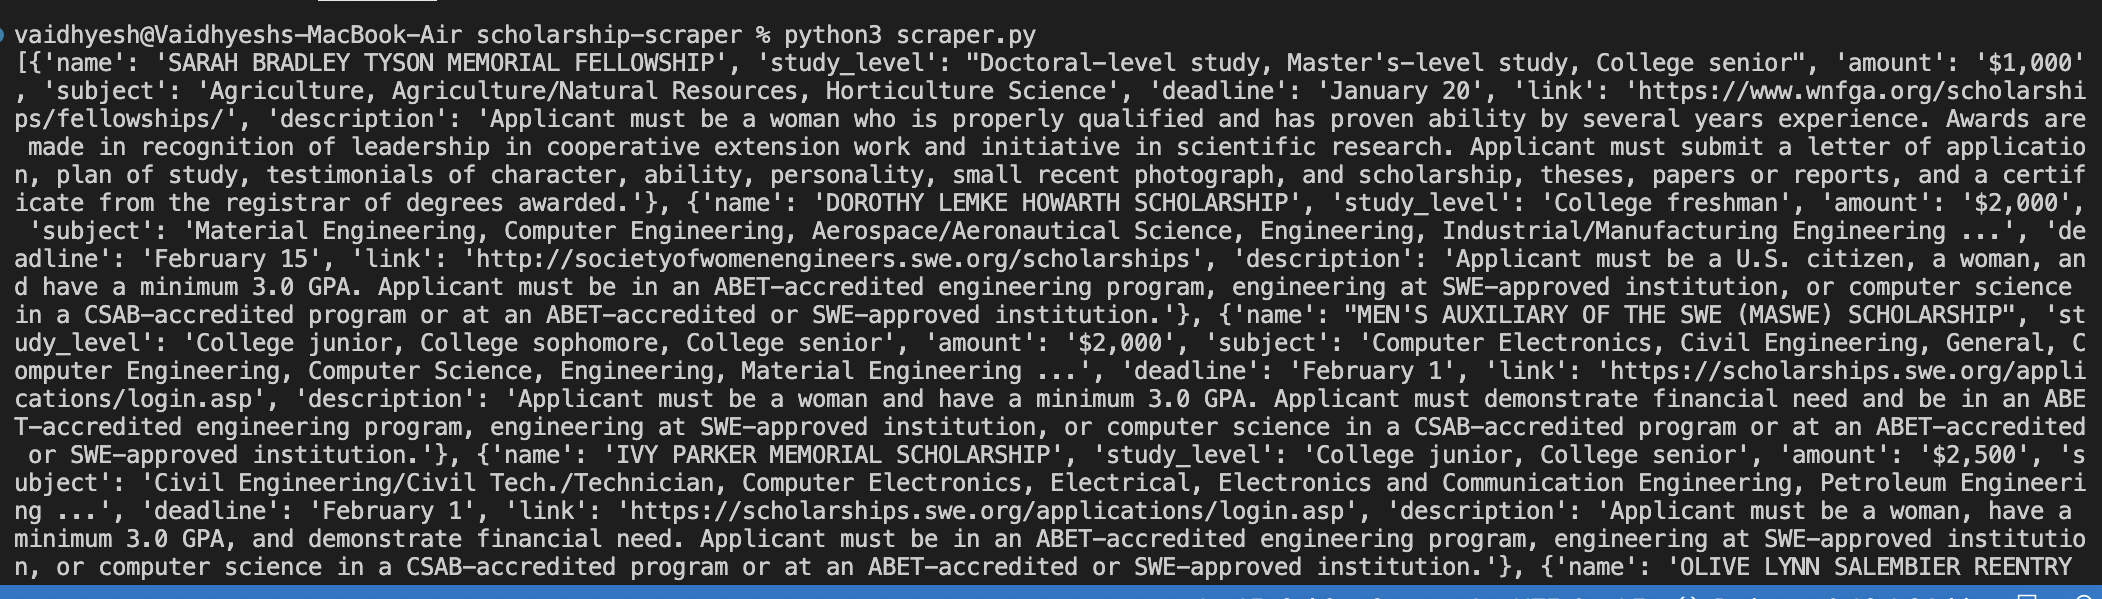 vaidhyesh@Vaidhyeshs-MacBook-Air scholarship-scraper % python3 scraper.py
[{'name': 'SARAH BRADLEY TYSON MEMORIAL FELLOWSHIP', 'study_level': "Doctoral-level study, Master's-level study, College senior", 'amount': '$1,000'
, 'subject': 'Agriculture, Agriculture/Natural Resources, Horticulture Science', 'deadline': 'January 20', 'link': 'https://www.wnfga.org/scholarshi
ps/fellowships/', 'description': 'Applicant must be a woman who is properly qualified and has proven ability by several years experience. Awards are
 made in recognition of leadership in cooperative extension work and initiative in scientific research. Applicant must submit a letter of applicatio
n, plan of study, testimonials of character, ability, personality, small recent photograph, and scholarship, theses, papers or reports, and a certif
icate from the registrar of degrees awarded.'}, {'name': 'DOROTHY LEMKE HOWARTH SCHOLARSHIP', 'study_level': 'College freshman', 'amount': '$2,000',
 'subject': 'Material Engineering, Computer Engineering, Aerospace/Aeronautical Science, Engineering, Industrial/Manufacturing Engineering ...', 'de
adline': 'February 15', 'link': 'http://societyofwomenengineers.swe.org/scholarships', 'description': 'Applicant must be a U.S. citizen, a woman, an
d have a minimum 3.0 GPA. Applicant must be in an ABET-accredited engineering program, engineering at SWE-approved institution, or computer science
in a CSAB-accredited program or at an ABET-accredited or SWE-approved institution.'}, {'name': "MEN'S AUXILIARY OF THE SWE (MASWE) SCHOLARSHIP", 'st
udy_level': 'College junior, College sophomore, College senior', 'amount': '$2,000', 'subject': 'Computer Electronics, Civil Engineering, General, C
omputer Engineering, Computer Science, Engineering, Material Engineering ...', 'deadline': 'February 1', 'link': 'https://scholarships.swe.org/appli
cations/login.asp', 'description': 'Applicant must be a woman and have a minimum 3.0 GPA. Applicant must demonstrate financial need and be in an ABE
T-accredited engineering program, engineering at SWE-approved institution, or computer science in a CSAB-accredited program or at an ABET-accredited
 or SWE-approved institution.'}, {'name': 'IVY PARKER MEMORIAL SCHOLARSHIP', 'study_level': 'College junior, College senior', 'amount': '$2,500', 's
ubject': 'Civil Engineering/Civil Tech./Technician, Computer Electronics, Electrical, Electronics and Communication Engineering, Petroleum Engineeri
ng ...', 'deadline': 'February 1', 'link': 'https://scholarships.swe.org/applications/login.asp', 'description': 'Applicant must be a woman, have a
minimum 3.0 GPA, and demonstrate financial need. Applicant must be in an ABET-accredited engineering program, engineering at SWE-approved institutio
n, or computer science in a CSAB-accredited program or at an ABET-accredited or SWE-approved institution.'}, {'name': 'OLIVE LYNN SALEMBIER REENTRY